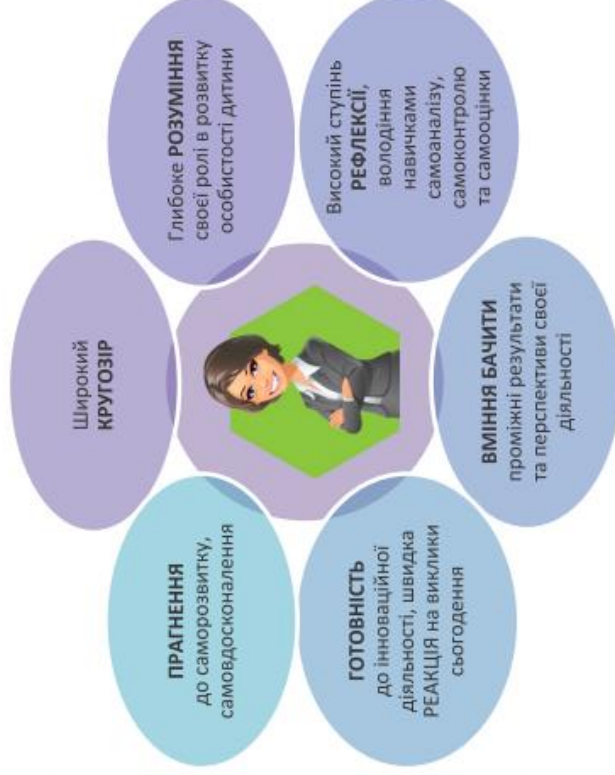 Широкий
КРУГОЗІР
Глибоке РОЗУМІННЯ
своєї ролі в розвитку
особистості дитини
Високий ступінь
РЕФЛЕКСІЇ,
володіння
навичками
самоаналізу,
самоконтролю
та самооцінки
ВМІННЯ БАЧИТИ
проміжні результати
та перспективи своєї
діяльності
ГОТОВНІСТЬ
до інноваційної
діяльності, швидка
РЕАКЦІЯ на виклики
сьогодення
ПРАГНЕННЯ
до саморозвитку,
самовдосконалення